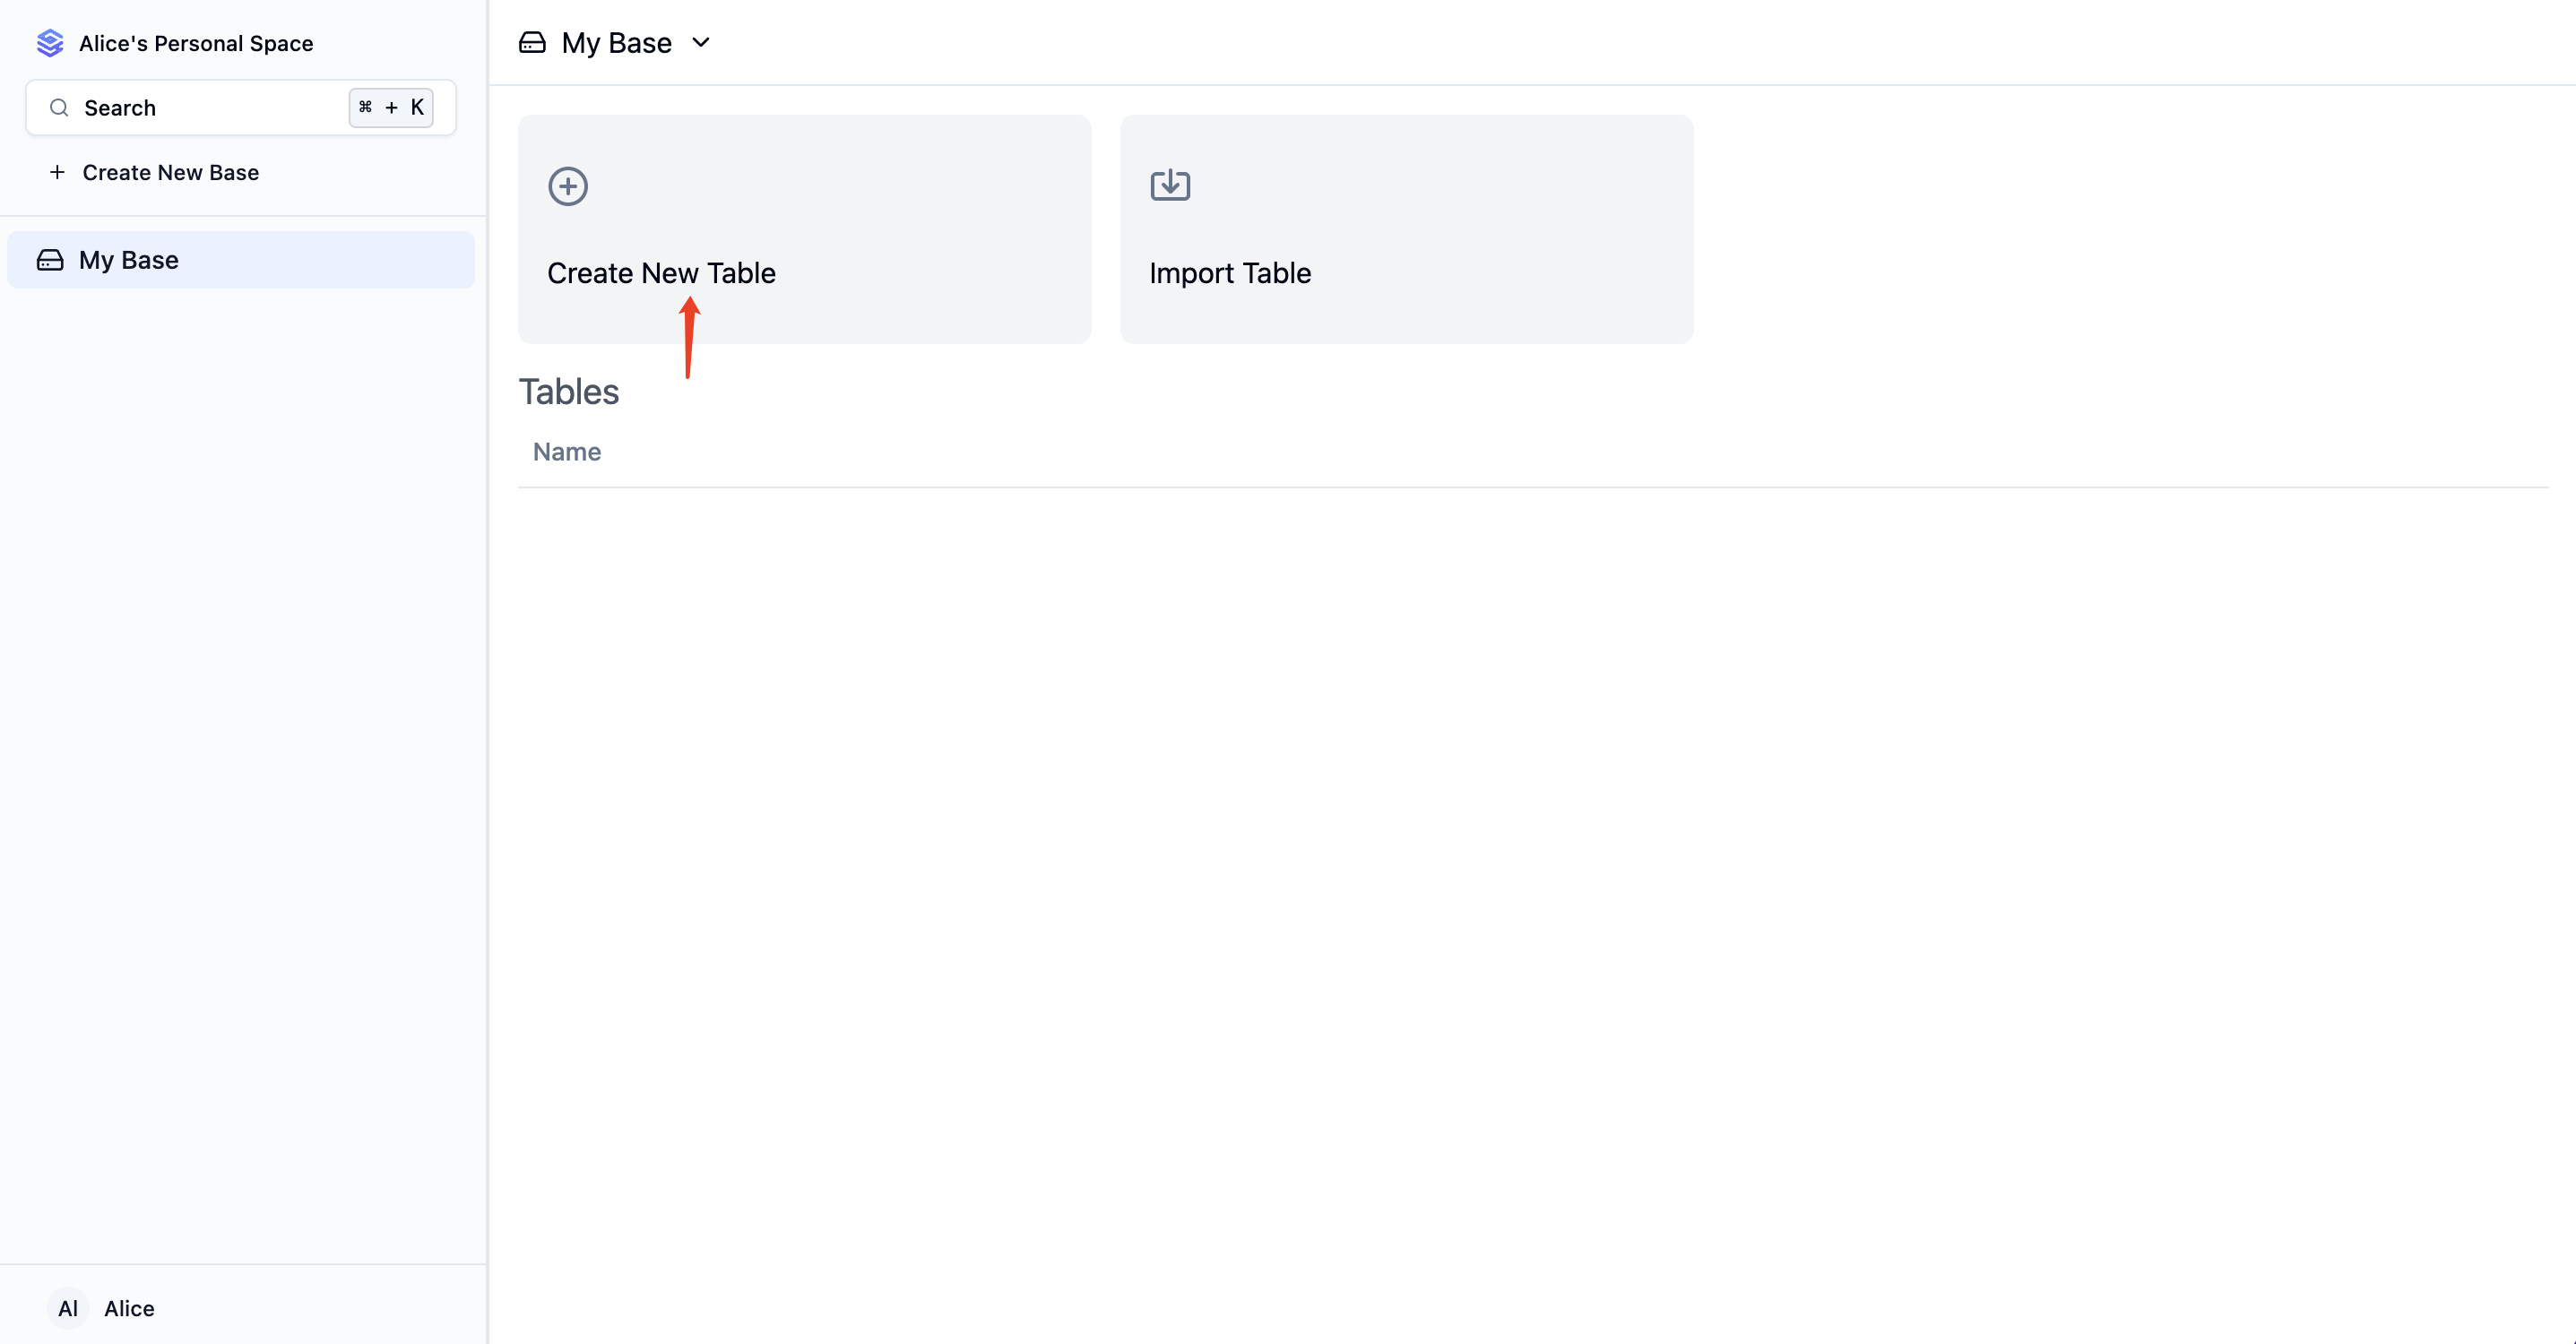 Alice's Personal Space
Search ⌘ + K
Create New Base
My Base
My Base
Create New Table
Import Table
Tables
Name
Al Alice